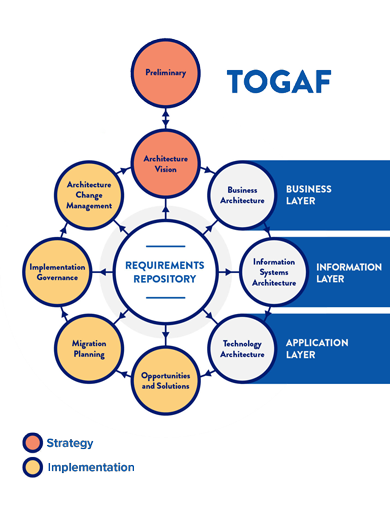 TOGAF
Preliminary
Architecture
Vision
Architecture
Change
Management
Business
Architecture
BUSINESS
LAYER
Implementation
Governance
REQUIREMENTS
REPOSITORY
Information
Systems
Architecture
INFORMATION
LAYER
Migration
Planning
Technology
Architecture
APPLICATION
LAYER
Opportunities
and Solutions
Strategy
Implementation